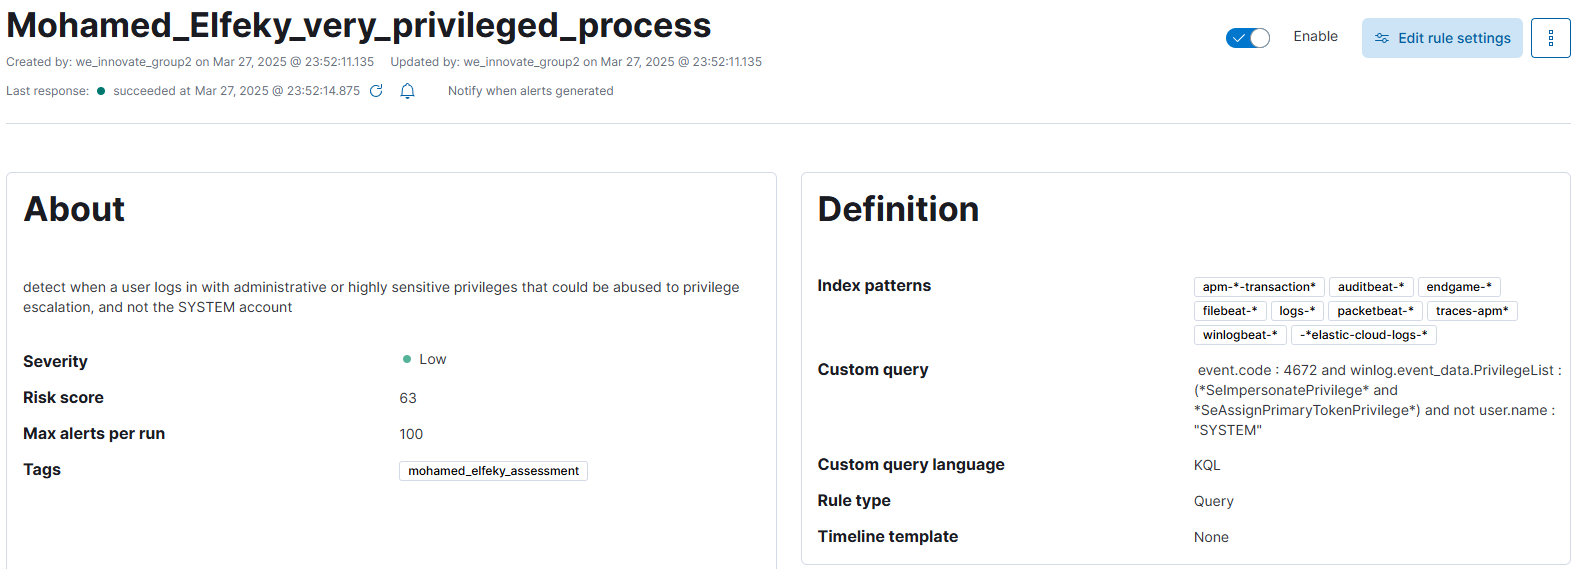 Mohamed_Elfeky_very_privileged_process
Enable
Edit rule settings
Created by: we_innovate_group2 on Mar 27, 2025 @ 23:52:11.135 Updated by: we_innovate_group2 on Mar 27, 2025 @ 23:52:11.135
Last response: succeeded at Mar 27, 2025 @ 23:52:14.875 Notify when alerts generated
About
detect when a user logs in with administrative or highly sensitive privileges that could be abused to privilege
escalation, and not the SYSTEM account
Severity Low
Risk score 63
Max alerts per run 100
Tags mohamed_elfeky_assessment
Definition
Index patterns apm-*-transaction* auditbeat-* endgame-*
filebeat-* logs-* packetbeat-* traces-apm*
winlogbeat-* -*elastic-cloud-logs-*
Custom query event.code : 4672 and winlog.event_data.PrivilegeList :
(*SeImpersonatePrivilege* and
*SeAssignPrimaryTokenPrivilege*) and not user.name :
"SYSTEM"
Custom query language KQL
Rule type Query
Timeline template None